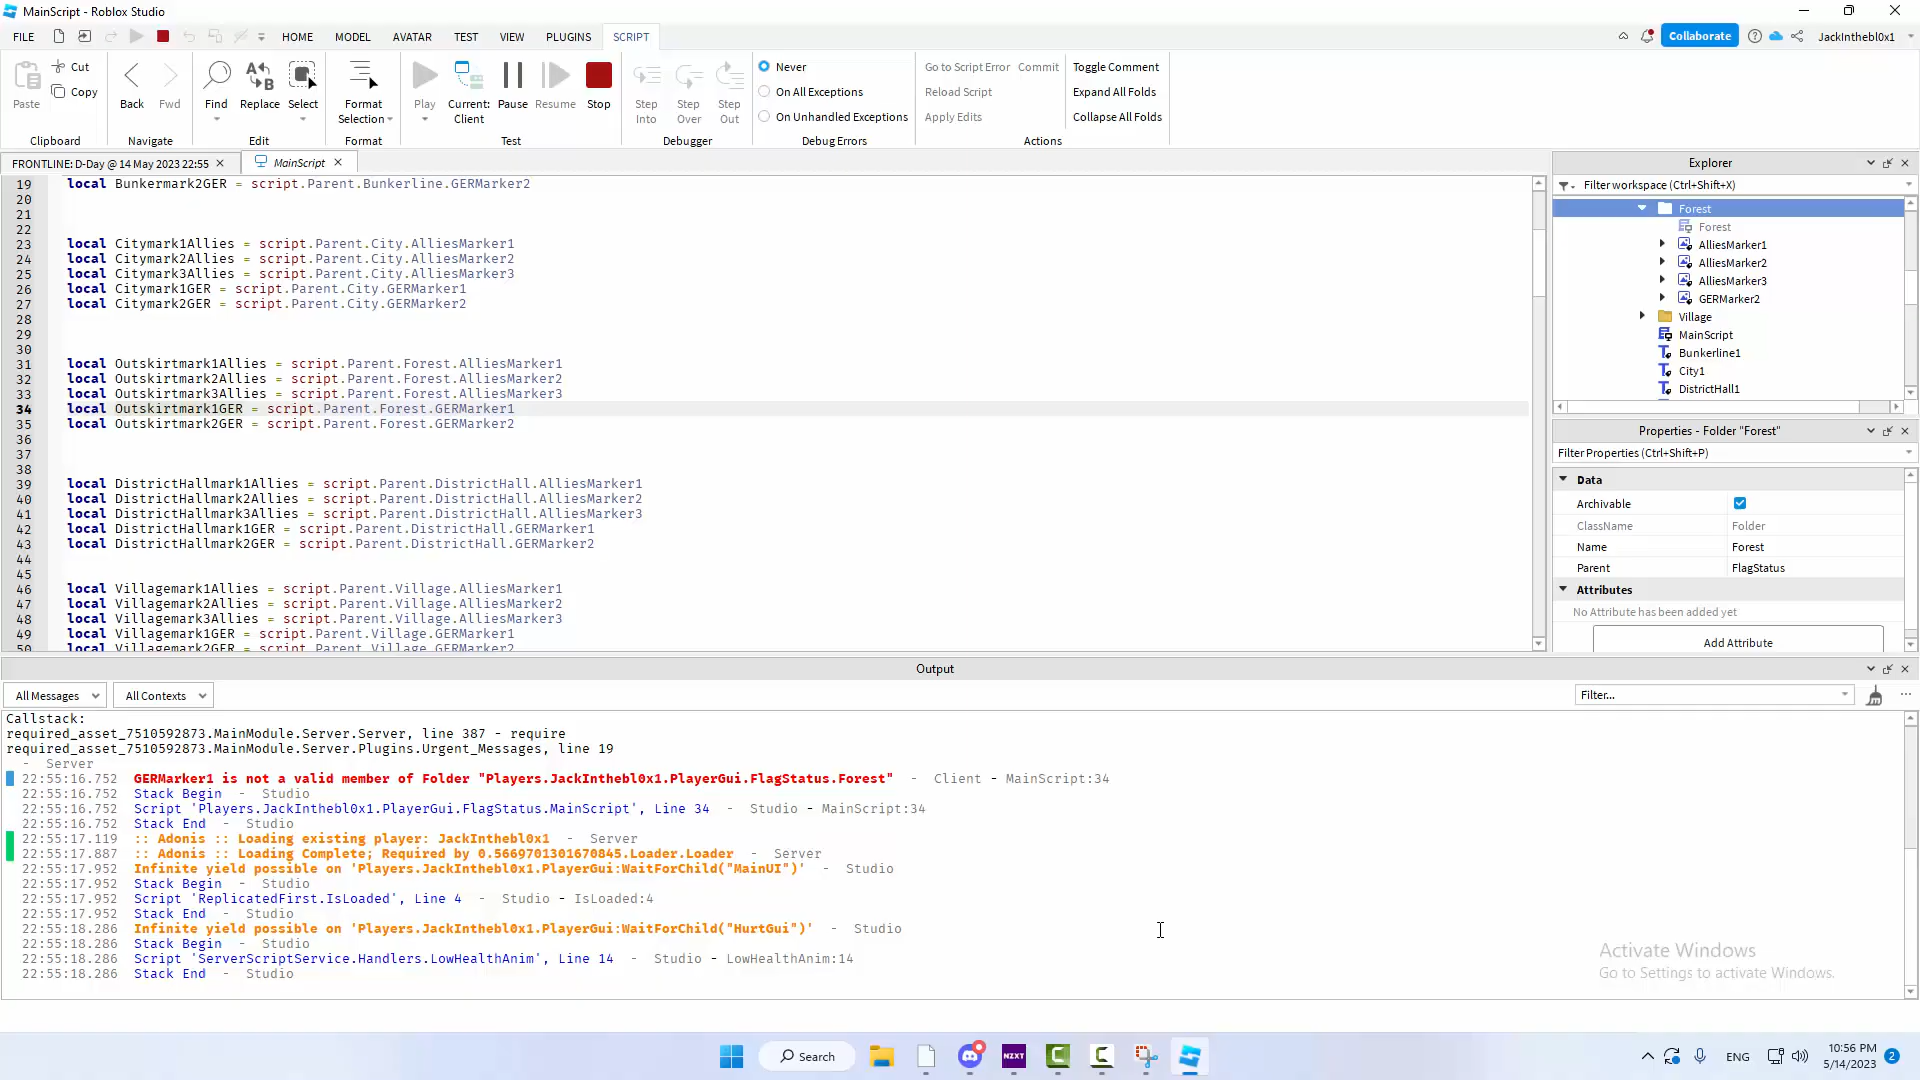 MainScript - Roblox Studio
FILE HOME MODEL AVATAR TEST VIEW PLUGINS SCRIPT Collaborate JackInthebl0x1
Paste Cut Copy
Clipboard
Back Fwd
Navigate
Find Replace Select
Edit
Format Selection
Format
Play Current: Client Pause Resume Stop
Test
Step Into Step Over Step Out
Debugger
Never
On All Exceptions
On Unhandled Exceptions
Debug Errors
Go to Script Error Commit Toggle Comment
Reload Script Expand All Folds
Apply Edits Collapse All Folds
Actions
FRONTLINE: D-Day @ 14 May 2023 22:55 MainScript
19 local Bunkermark2GER = script.Parent.Bunkerline.GERMarker2
20
21
22
23 local Citymark1Allies = script.Parent.City.AlliesMarker1
24 local Citymark2Allies = script.Parent.City.AlliesMarker2
25 local Citymark3Allies = script.Parent.City.AlliesMarker3
26 local Citymark1GER = script.Parent.City.GERMarker1
27 local Citymark2GER = script.Parent.City.GERMarker2
28
29
30
31 local Outskirtmark1Allies = script.Parent.Forest.AlliesMarker1
32 local Outskirtmark2Allies = script.Parent.Forest.AlliesMarker2
33 local Outskirtmark3Allies = script.Parent.Forest.AlliesMarker3
34 local Outskirtmark1GER = script.Parent.Forest.GERMarker1
35 local Outskirtmark2GER = script.Parent.Forest.GERMarker2
36
37
38
39 local DistrictHallmark1Allies = script.Parent.DistrictHall.AlliesMarker1
40 local DistrictHallmark2Allies = script.Parent.DistrictHall.AlliesMarker2
41 local DistrictHallmark3Allies = script.Parent.DistrictHall.AlliesMarker3
42 local DistrictHallmark1GER = script.Parent.DistrictHall.GERMarker1
43 local DistrictHallmark2GER = script.Parent.DistrictHall.GERMarker2
44
45
46 local Villagemark1Allies = script.Parent.Village.AlliesMarker1
47 local Villagemark2Allies = script.Parent.Village.AlliesMarker2
48 local Villagemark3Allies = script.Parent.Village.AlliesMarker3
49 local Villagemark1GER = script.Parent.Village.GERMarker1
50 local Villagemark2GER = script.Parent.Village.GERMarker2
Explorer
Filter workspace (Ctrl+Shift+X)
Forest
Forest
AlliesMarker1
AlliesMarker2
AlliesMarker3
GERMarker2
Village
MainScript
Bunkerline1
City1
DistrictHall1
Properties - Folder "Forest"
Filter Properties (Ctrl+Shift+P)
Data
Archivable
ClassName Folder
Name Forest
Parent FlagStatus
Attributes
No Attribute has been added yet
Add Attribute
Output
All Messages All Contexts Filter...
Callstack:
required_asset_7510592873.MainModule.Server.Server, line 387 - require
required_asset_7510592873.MainModule.Server.Plugins.Urgent_Messages, line 19
- Server
22:55:16.752 GERMarker1 is not a valid member of Folder "Players.JackInthebl0x1.PlayerGui.FlagStatus.Forest" - Client - MainScript:34
22:55:16.752 Stack Begin - Studio
22:55:16.752 Script 'Players.JackInthebl0x1.PlayerGui.FlagStatus.MainScript', Line 34 - Studio - MainScript:34
22:55:16.752 Stack End - Studio
22:55:17.119 :: Adonis :: Loading existing player: JackInthebl0x1 - Server
22:55:17.887 :: Adonis :: Loading Complete; Required by 0.5669701301670845.Loader.Loader - Server
22:55:17.952 Infinite yield possible on 'Players.JackInthebl0x1.PlayerGui:WaitForChild("MainUI")' - Studio
22:55:17.952 Stack Begin - Studio
22:55:17.952 Script 'ReplicatedFirst.IsLoaded', Line 4 - Studio - IsLoaded:4
22:55:17.952 Stack End - Studio
22:55:18.286 Infinite yield possible on 'Players.JackInthebl0x1.PlayerGui:WaitForChild("HurtGui")' - Studio
22:55:18.286 Stack Begin - Studio
22:55:18.286 Script 'ServerScriptService.Handlers.LowHealthAnim', Line 14 - Studio - LowHealthAnim:14
22:55:18.286 Stack End - Studio
Activate Windows
Go to Settings to activate Windows.
Search NZXT ENG 10:56 PM
5/14/2023 2